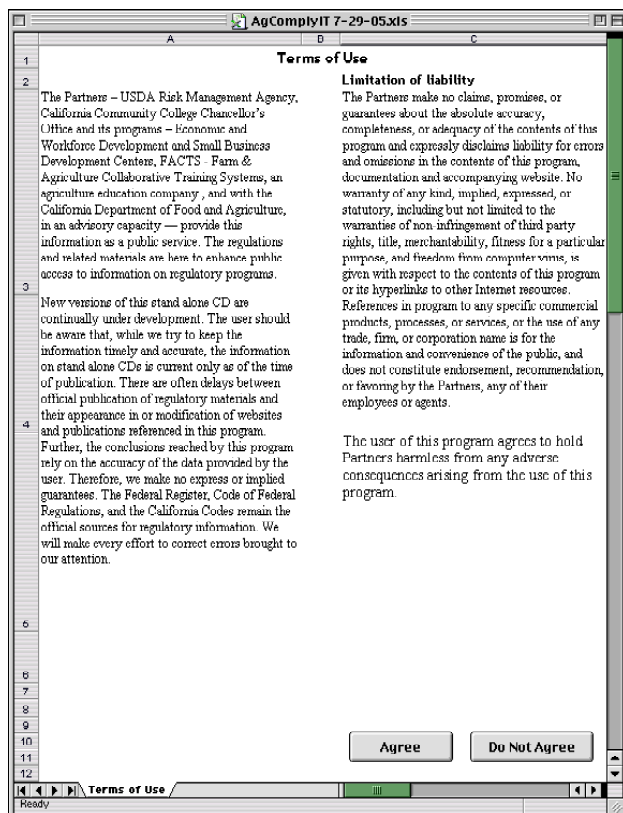 AgComplyIT 7-29-05.xls
A B C
1
Terms of Use
2
The Partners – USDA Risk Management Agency,
California Community College Chancellor's
Office and its programs – Economic and
Workforce Development and Small Business
Development Centers, FACTS - Farm &
Agriculture Collaborative Training Systems, an
agriculture education company , and with the
California Department of Food and Agriculture,
in an advisory capacity — provide this
information as a public service. The regulations
and related materials are here to enhance public
access to information on regulatory programs.
3
New versions of this stand alone CD are
continually under development. The user should
be aware that, while we try to keep the
information timely and accurate, the information
on stand alone CDs is current only as of the time
of publication. There are often delays between
official publication of regulatory materials and
their appearance in or modification of websites
and publications referenced in this program.
Further, the conclusions reached by this program
rely on the accuracy of the data provided by the
user. Therefore, we make no express or implied
guarantees. The Federal Register, Code of Federal
Regulations, and the California Codes remain the
official sources for regulatory information. We
will make every effort to correct errors brought to
our attention.
4
Limitation of liability
The Partners make no claims, promises, or
guarantees about the absolute accuracy,
completeness, or adequacy of the contents of this
program and expressly disclaims liability for errors
and omissions in the contents of this program,
documentation and accompanying website. No
warranty of any kind, implied, expressed, or
statutory, including but not limited to the
warranties of non-infringement of third party
rights, title, merchantability, fitness for a particular
purpose, and freedom from computer virus, is
given with respect to the contents of this program
or its hyperlinks to other Internet resources.
References in program to any specific commercial
products, processes, or services, or the use of any
trade, firm, or corporation name is for the
information and convenience of the public, and
does not constitute endorsement, recommendation,
or favoring by the Partners, any of their
employees or agents.
The user of this program agrees to hold
Partners harmless from any adverse
consequences arising from the use of this
program.
5
6
7
8
9
10
11
12
Agree Do Not Agree
Terms of Use
Ready